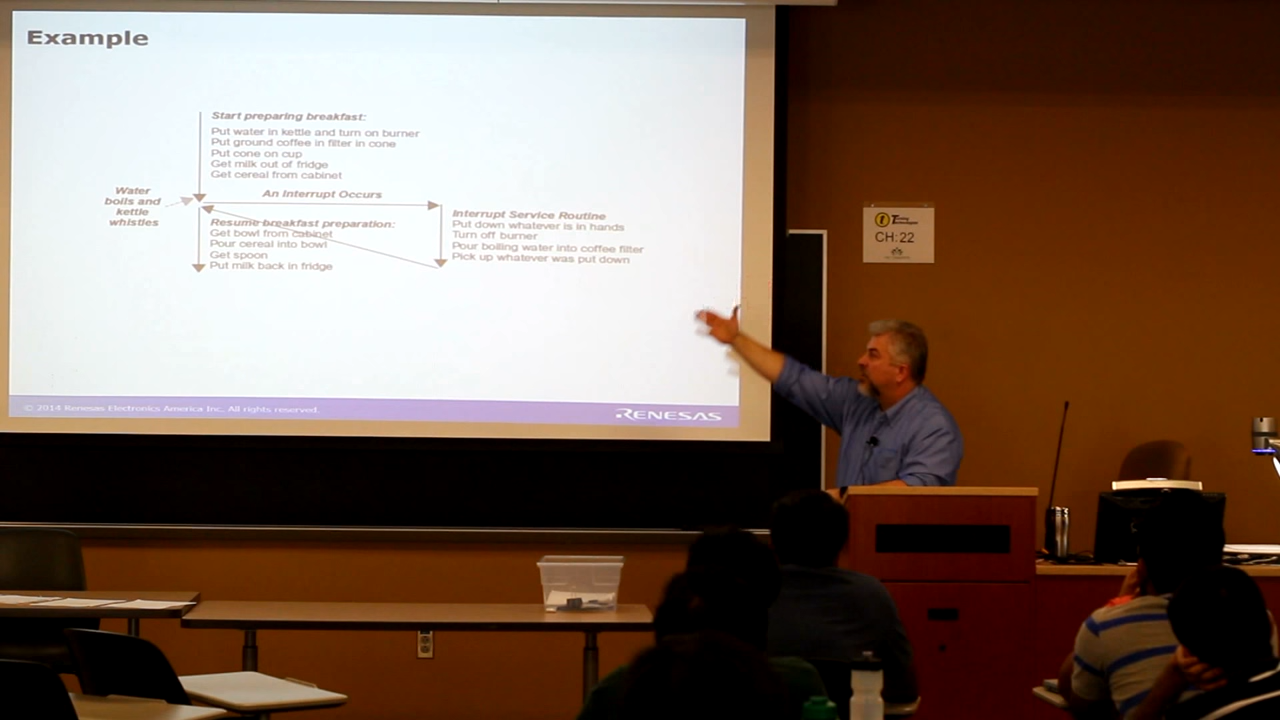 Example
Start preparing breakfast:
Put water in kettle and turn on burner
Put ground coffee in filter in cone
Put cone on cup
Get milk out of fridge
Get cereal from cabinet
Water
boils and
kettle
whistles
An Interrupt Occurs
Resume breakfast preparation:
Get bowl from cabinet
Pour cereal into bowl
Get spoon
Put milk back in fridge
Interrupt Service Routine
Put down whatever is in hands
Turn off burner
Pour boiling water into coffee filter
Pick up whatever was put down
© 2014 Renesas Electronics America Inc. All rights reserved.
RENESAS
CH:22